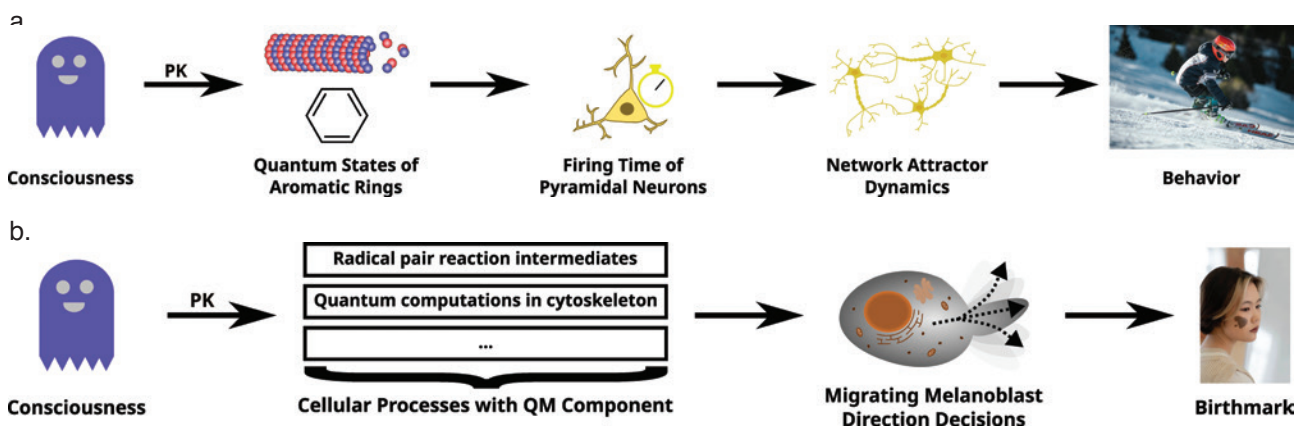 a.
PK
Consciousness
Quantum States of
Aromatic Rings
Firing Time of
Pyramidal Neurons
Network Attractor
Dynamics
Behavior
b.
PK
Consciousness
Radical pair reaction intermediates
Quantum computations in cytoskeleton
...
Cellular Processes with QM Component
Migrating Melanoblast
Direction Decisions
Birthmark